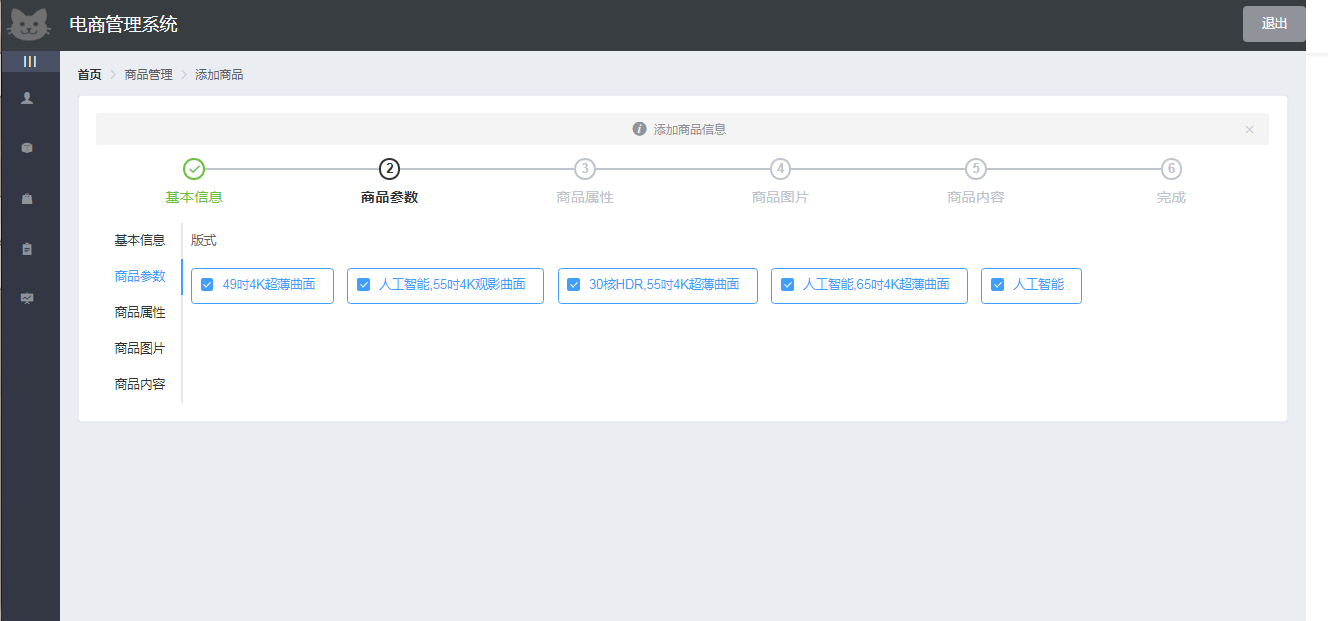 电商管理系统
退出
首页 > 商品管理 > 添加商品
添加商品信息
2 3 4 5 6
基本信息 商品参数 商品属性 商品图片 商品内容 完成
基本信息
版式
商品参数
49吋4K超薄曲面 人工智能,55吋4K观影曲面 30核HDR,55吋4K超薄曲面 人工智能,65吋4K超薄曲面 人工智能
商品属性
商品图片
商品内容